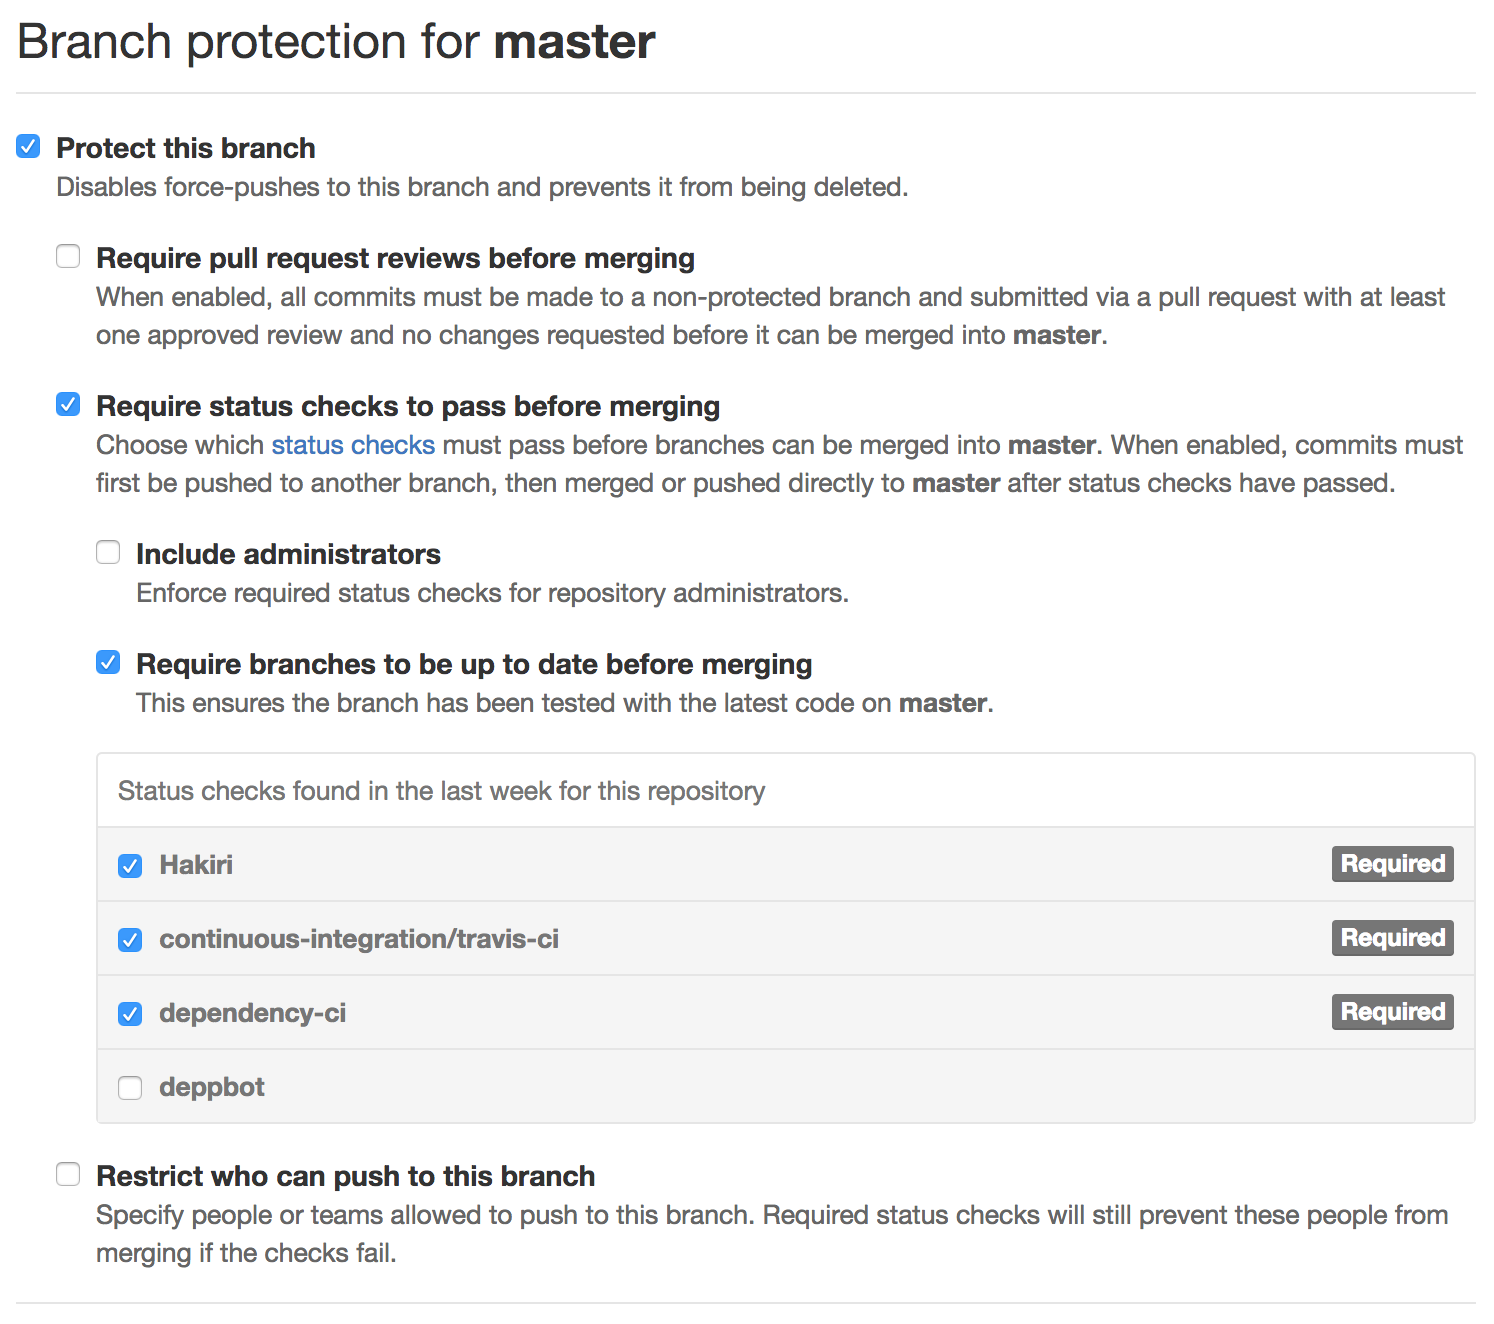 Branch protection for master
Protect this branch
Disables force-pushes to this branch and prevents it from being deleted.
Require pull request reviews before merging
When enabled, all commits must be made to a non-protected branch and submitted via a pull request with at least
one approved review and no changes requested before it can be merged into master.
Require status checks to pass before merging
Choose which status checks must pass before branches can be merged into master. When enabled, commits must
first be pushed to another branch, then merged or pushed directly to master after status checks have passed.
Include administrators
Enforce required status checks for repository administrators.
Require branches to be up to date before merging
This ensures the branch has been tested with the latest code on master.
Status checks found in the last week for this repository
Hakiri Required
continuous-integration/travis-ci Required
dependency-ci Required
deppbot
Restrict who can push to this branch
Specify people or teams allowed to push to this branch. Required status checks will still prevent these people from
merging if the checks fail.